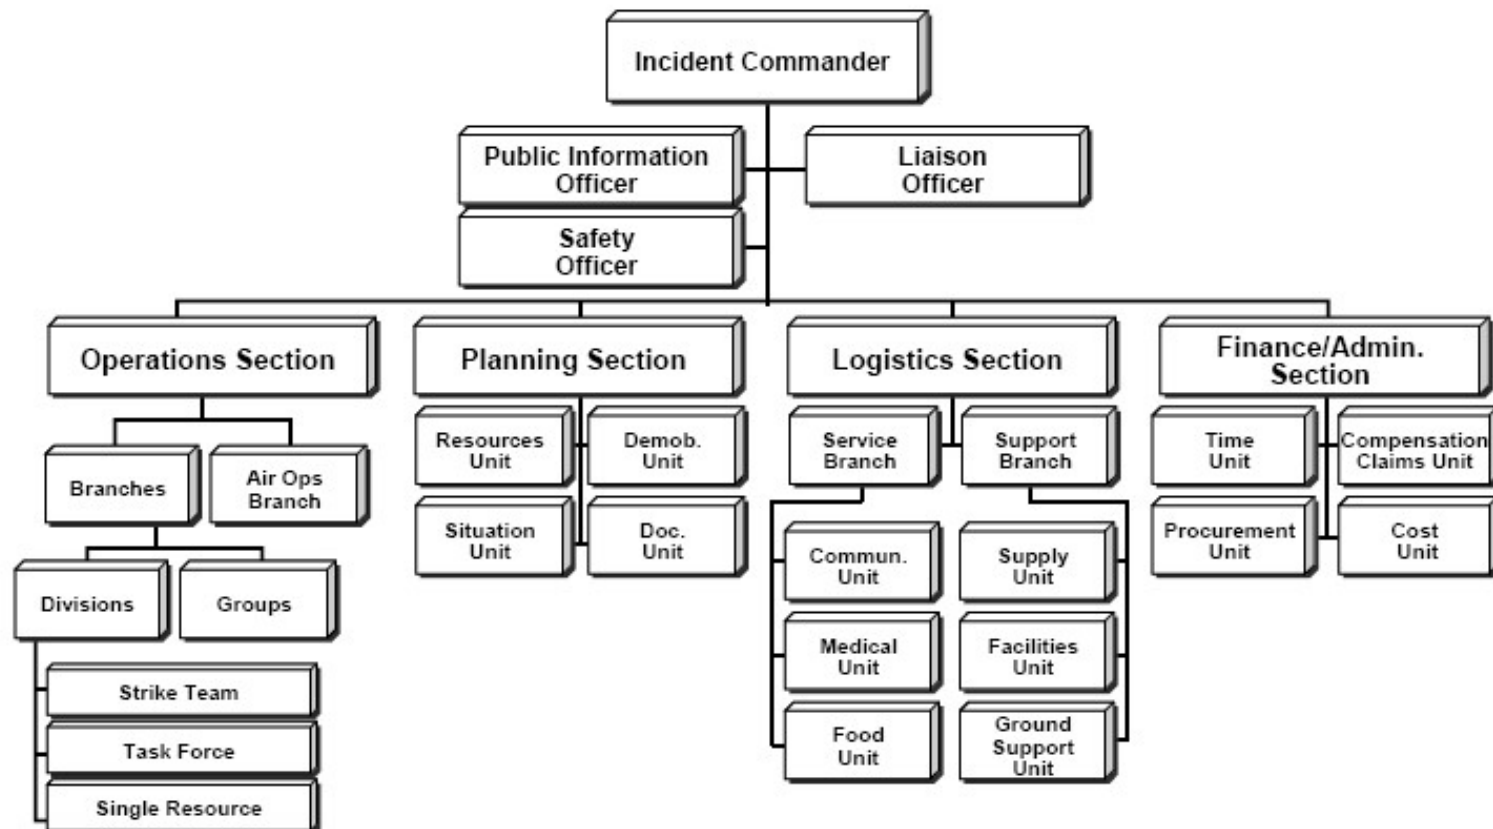 Incident Commander
Public Information
Officer
Liaison
Officer
Safety
Officer
Operations Section
Planning Section
Logistics Section
Finance/Admin.
Section
Branches
Air Ops
Branch
Divisions
Groups
Strike Team
Task Force
Single Resource
Resources
Unit
Demob.
Unit
Situation
Unit
Doc.
Unit
Service
Branch
Support
Branch
Commun.
Unit
Supply
Unit
Medical
Unit
Facilities
Unit
Food
Unit
Ground
Support
Unit
Time
Unit
Compensation
Claims Unit
Procurement
Unit
Cost
Unit